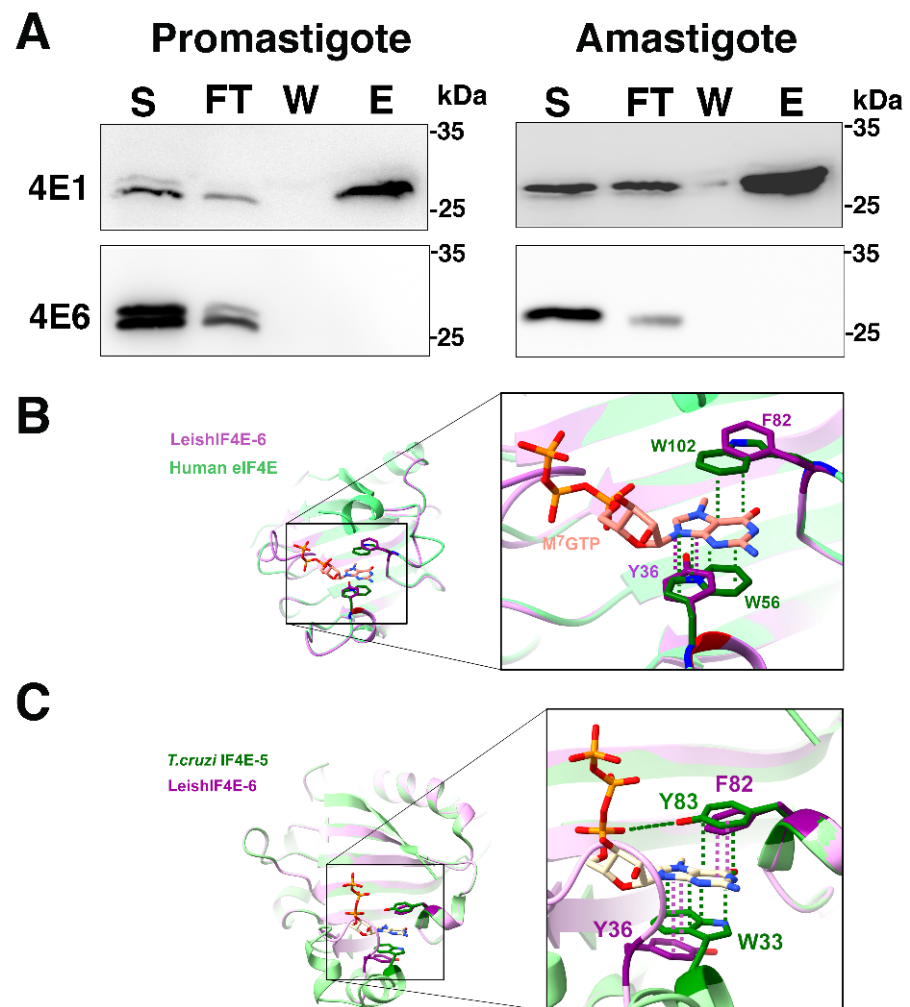 A
Promastigote Amastigote
S FT W E kDa S FT W E kDa
-35 -35
4E1
-25 -25
-35 -35
4E6
-25 -25
B
LeishIF4E-6
Human eIF4E
F82
W102
M7GTP
Y36
W56
C
T.cruzi IF4E-5
LeishIF4E-6
F82
Y83
Y36
W33